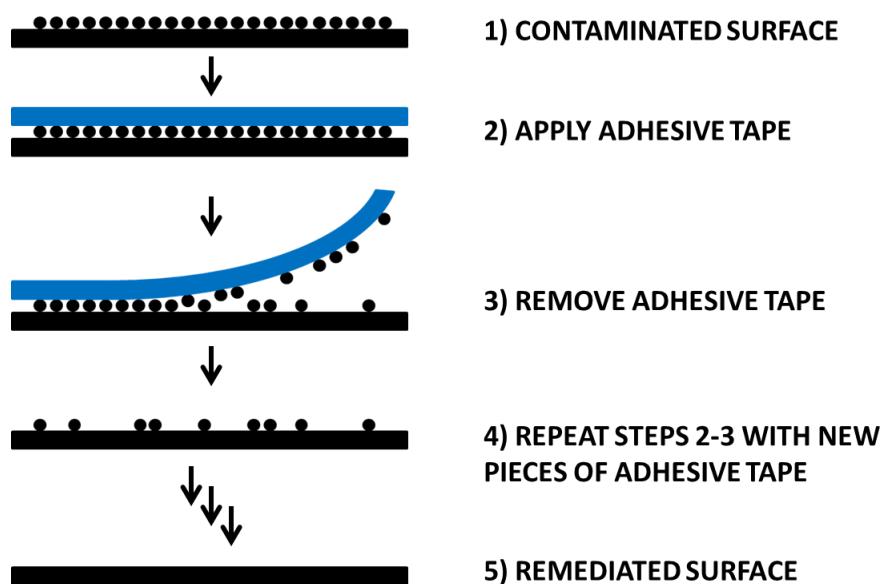 1) CONTAMINATED SURFACE
2) APPLY ADHESIVE TAPE
3) REMOVE ADHESIVE TAPE
4) REPEAT STEPS 2-3 WITH NEW
PIECES OF ADHESIVE TAPE
5) REMEDIATED SURFACE